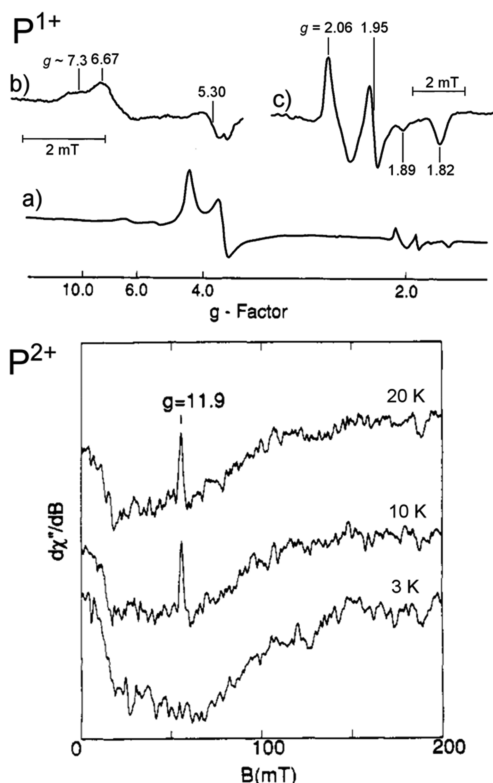 P1+
b)
g ~ 7.3 6.67
5.30
2 mT
c)
g = 2.06 1.95
2 mT
1.89 1.82
a)
10.0 6.0 4.0 2.0
g - Factor
P2+
g=11.9
20 K
10 K
3 K
dχ"/dB
0 100 200
B(mT)